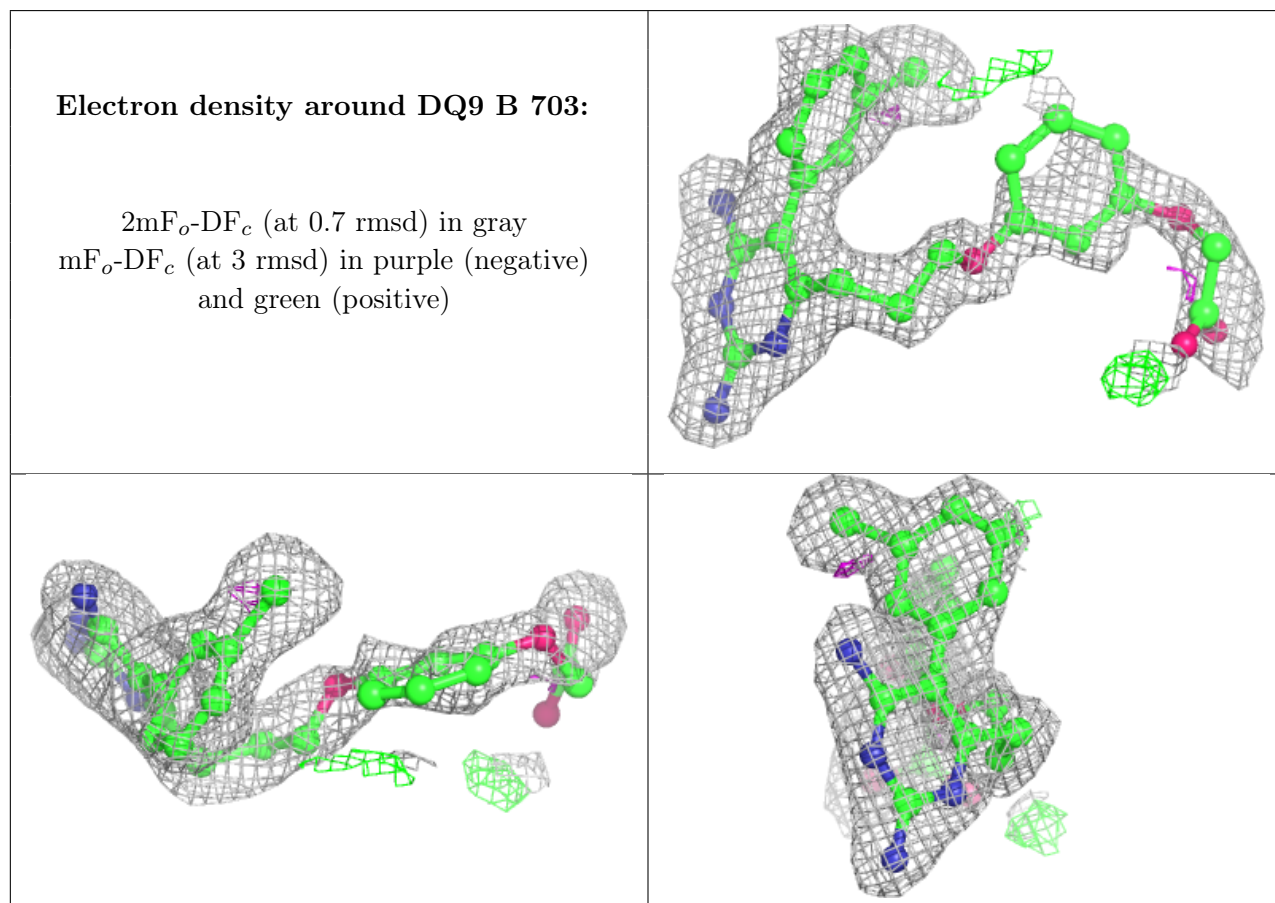 Electron density around DQ9 B 703:
2mFo-DFc (at 0.7 rmsd) in gray
mFo-DFc (at 3 rmsd) in purple (negative)
and green (positive)